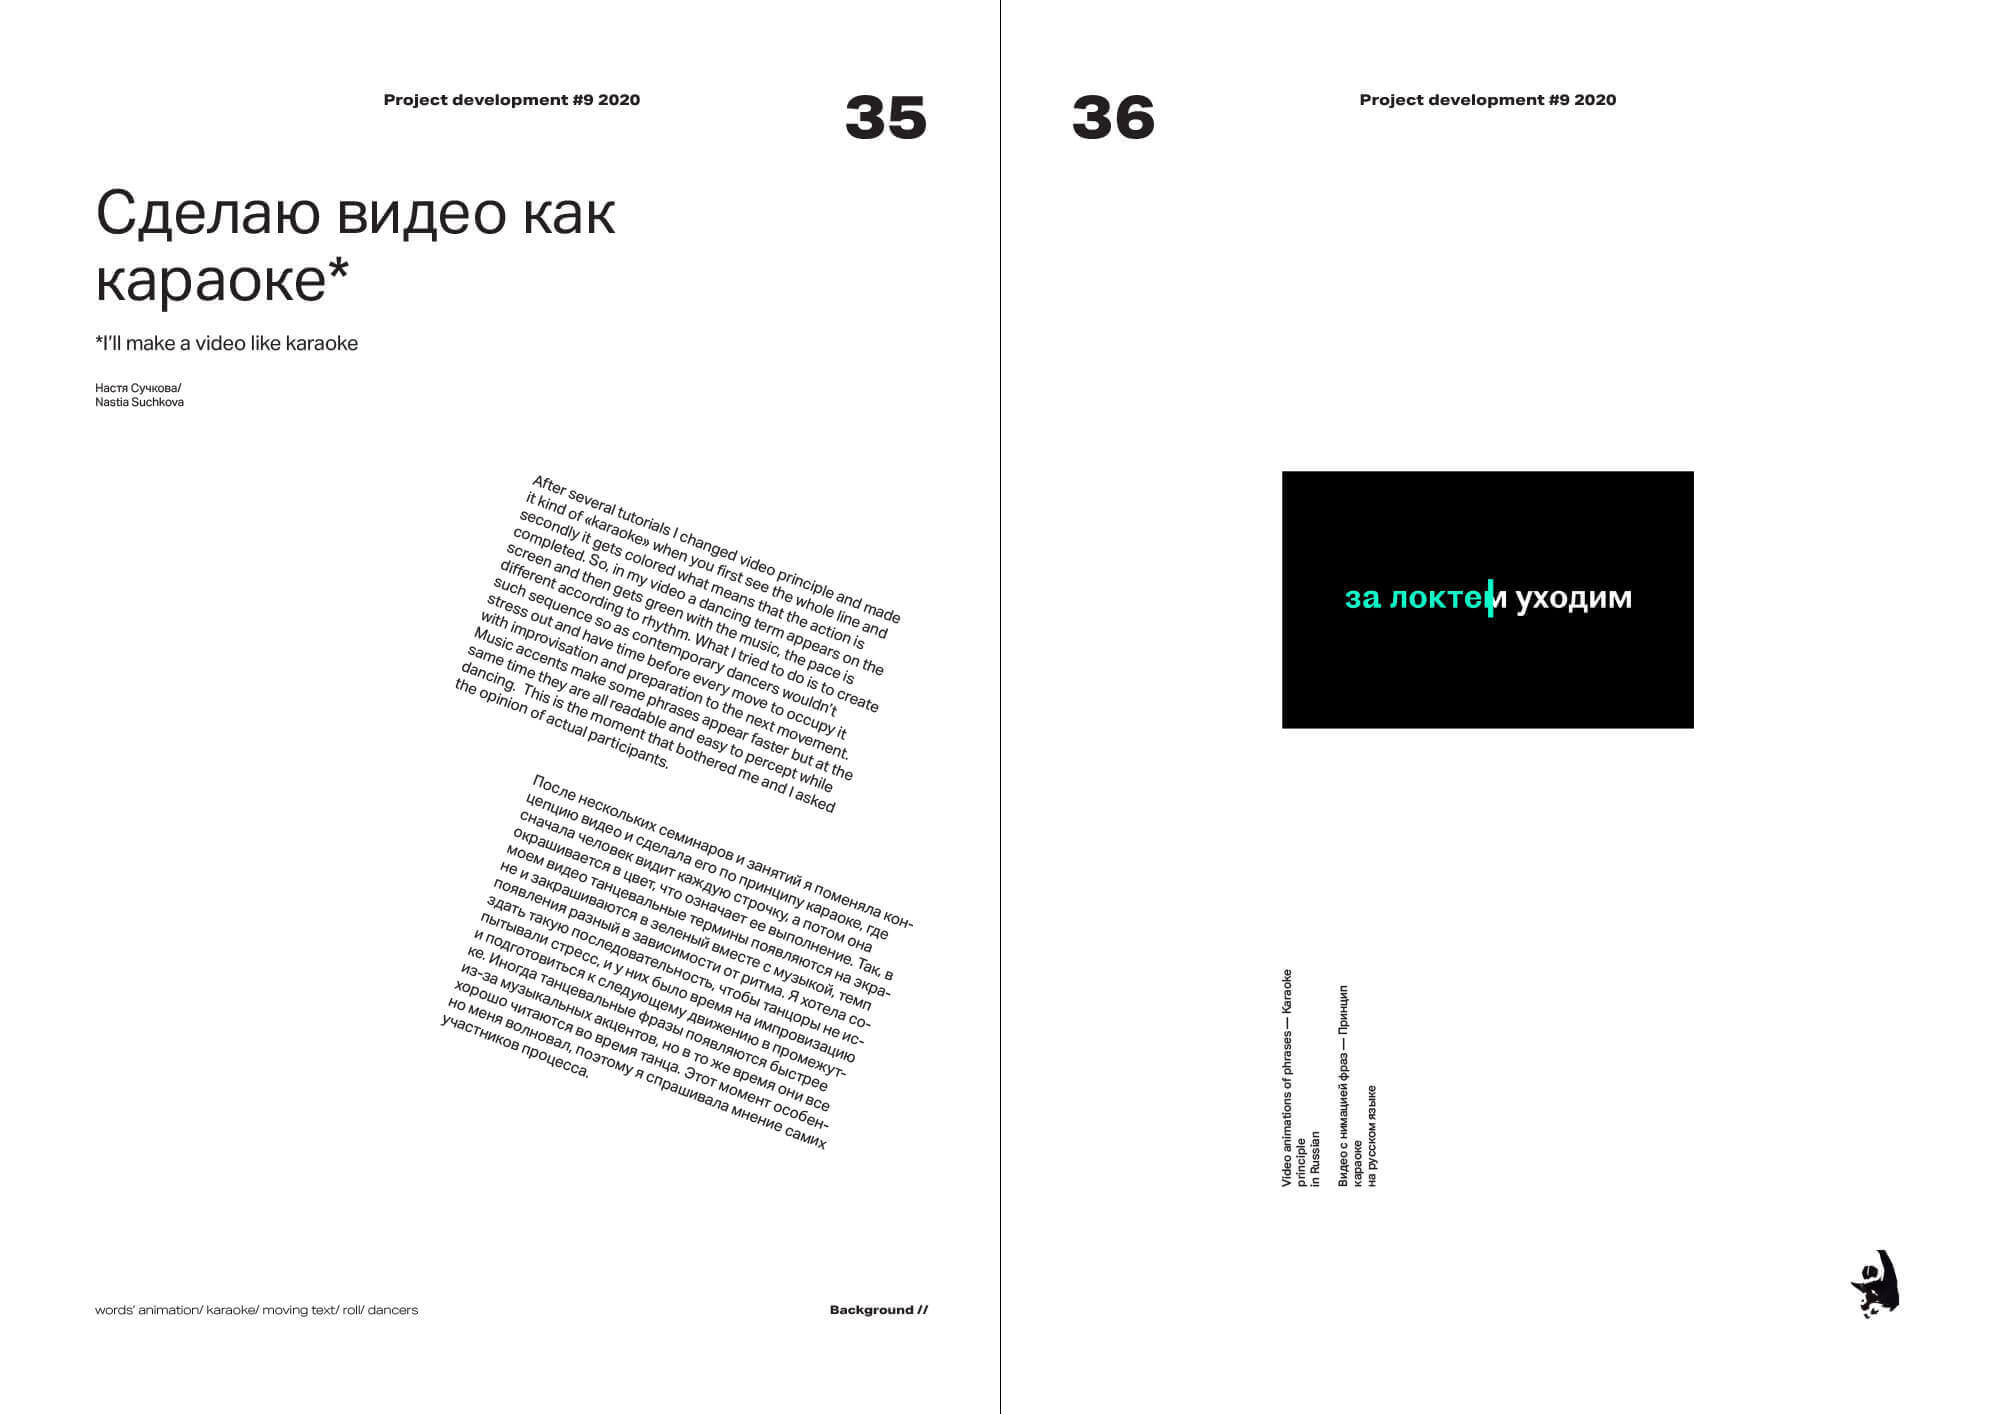 Project development #9 2020
35
Сделаю видео как
караоке*
*I'll make a video like karaoke
Настя Сучкова/
Nastia Suchkova
After several tutorials I changed video principle and made
it kind of «karaoke» when you first see the whole line and
secondly it gets colored what means that the action is
completed. So, in my video a dancing term appears on the
screen and then gets green with the music, the pace is
different according to rhythm. What I tried to do is to create
such sequence so as contemporary dancers wouldn't
stress out and have time before every move to occupy it
with improvisation and preparation to the next movement.
Music accents make some phrases appear faster but at the
same time they are all readable and easy to percept while
dancing. This is the moment that bothered me and I asked
the opinion of actual participants.
После нескольких семинаров и занятий я поменяла кон-
цепцию видео и сделала его по принципу караоке, где
сначала человек видит каждую строчку, а потом она
окрашивается в цвет, что означает ее выполнение. Так, в
моем видео танцевальные термины появляются на экра-
не и закрашиваются в зеленый вместе с музыкой, темп
появления разный в зависимости от ритма. Я хотела со-
здать такую последовательность, чтобы танцоры не ис-
пытывали стресс, и у них было время на импровизацию
и подготовиться к следующему движению в промежут-
ке. Иногда танцевальные фразы появляются быстрее
из-за музыкальных акцентов, но в то же время они все
хорошо читаются во время танца. Этот момент особен-
но меня волновал, поэтому я спрашивала мнение самих
участников процесса.
words' animation/ karaoke/ moving text/ roll/ dancers
Background //
36
Project development #9 2020
за локтем уходим
Video animations of phrases — Karaoke
principle
in Russian
Видео с нимацией фраз — Принцип
караоке
на русском языке